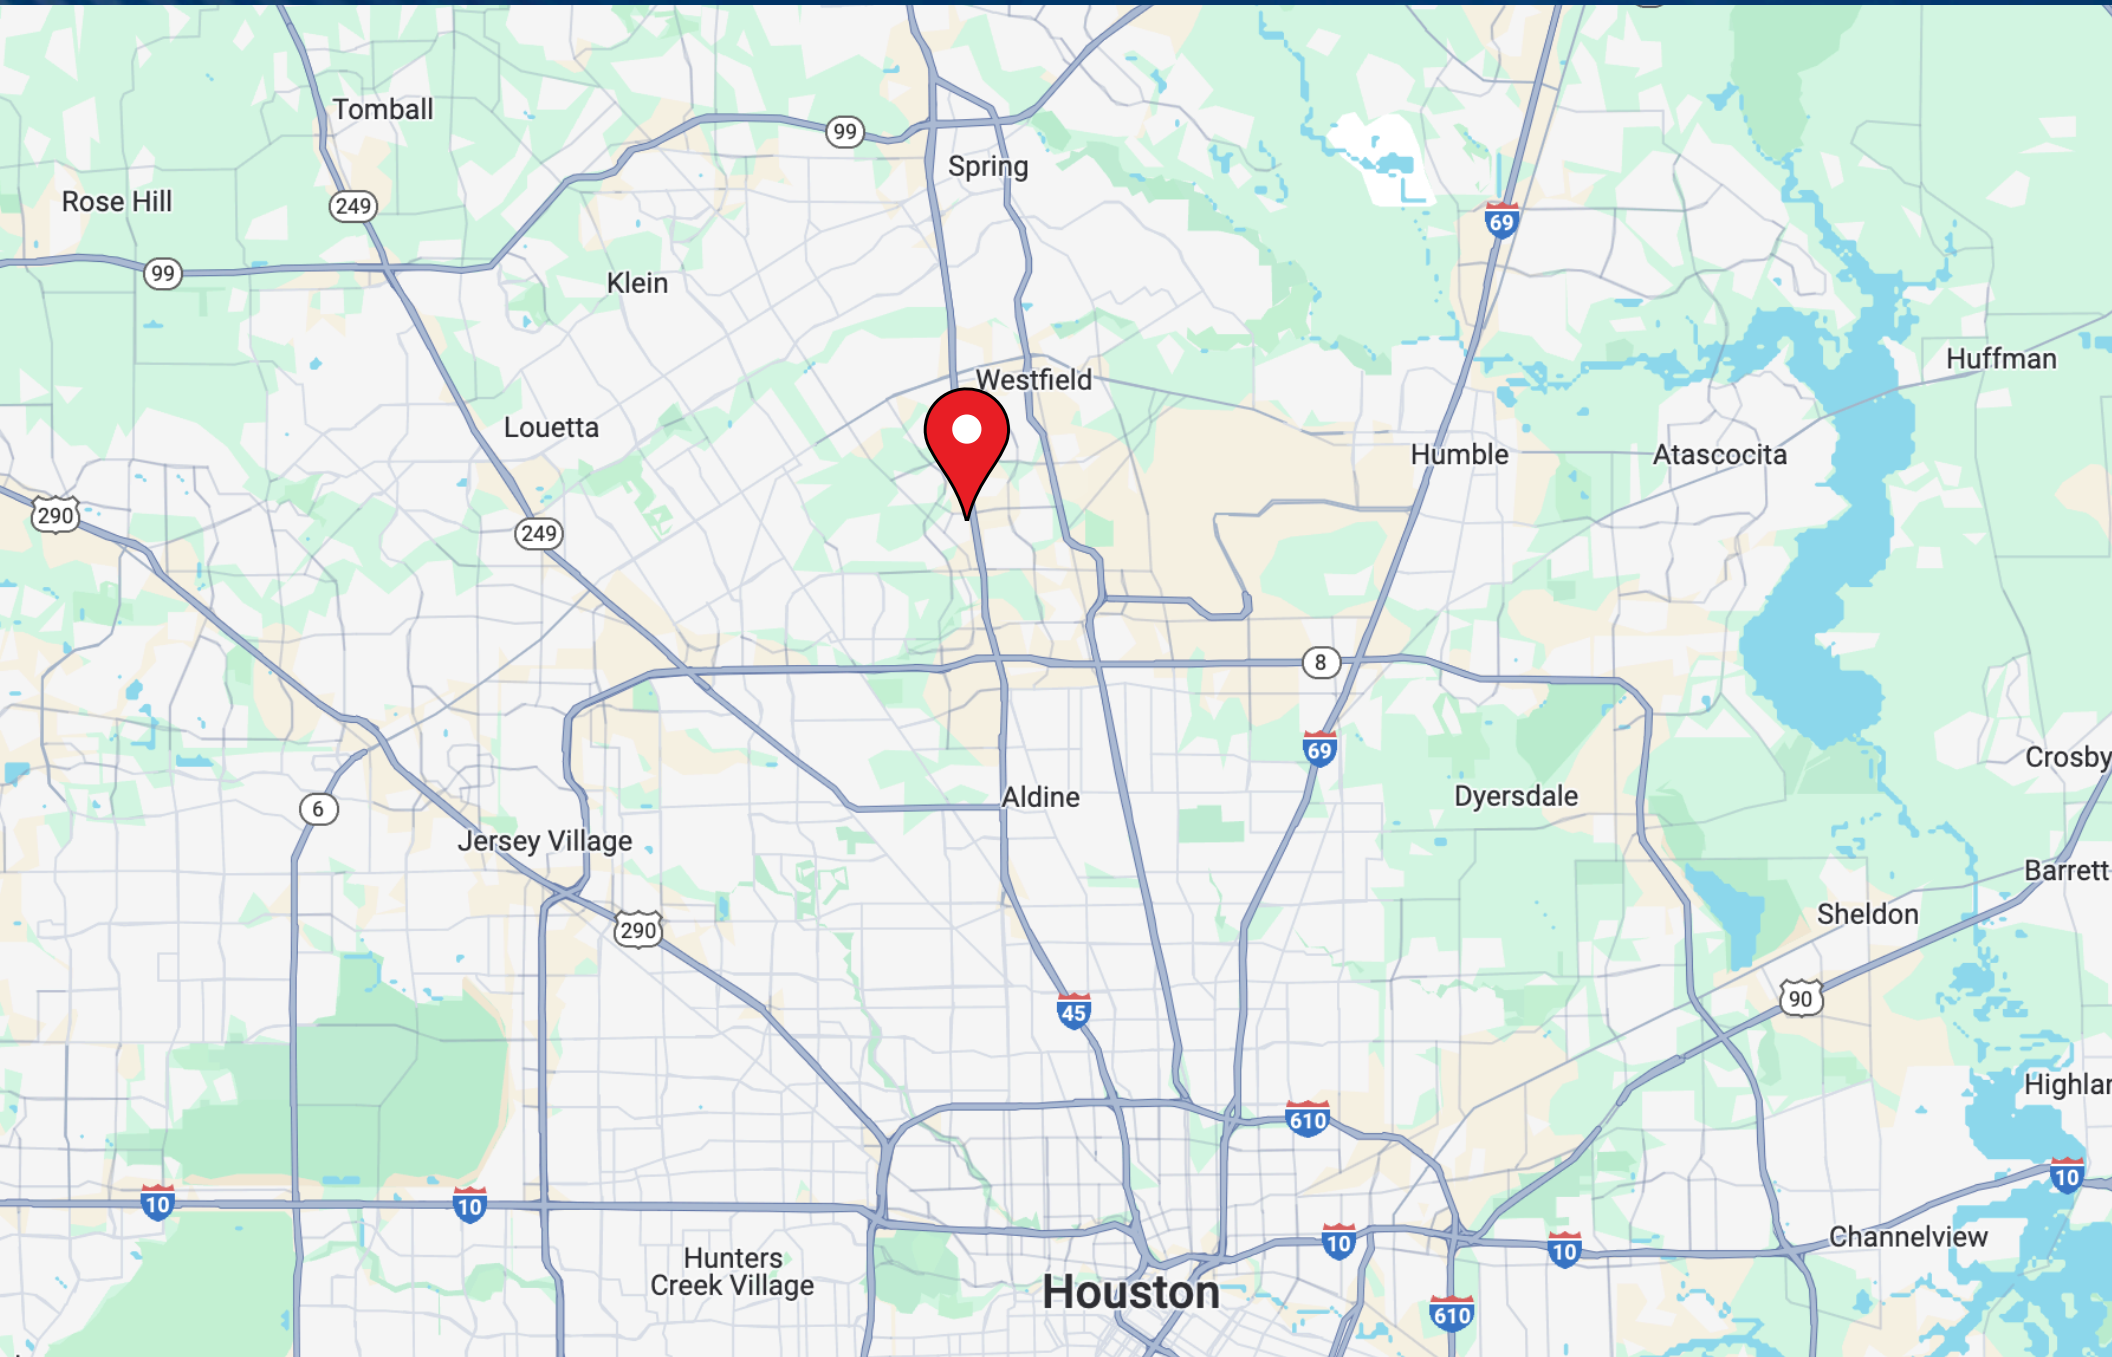 Tomball
99
Spring
Rose Hill
249
69
99
Klein
Huffman
Westfield
Louetta
Humble
Atascocita
290
249
8
69
Crosby
6
Aldine
Dyersdale
Jersey Village
Barrett
Sheldon
290
90
45
Highlan
610
10
10
10
10
10
Channelview
Hunters
Creek Village
Houston
610